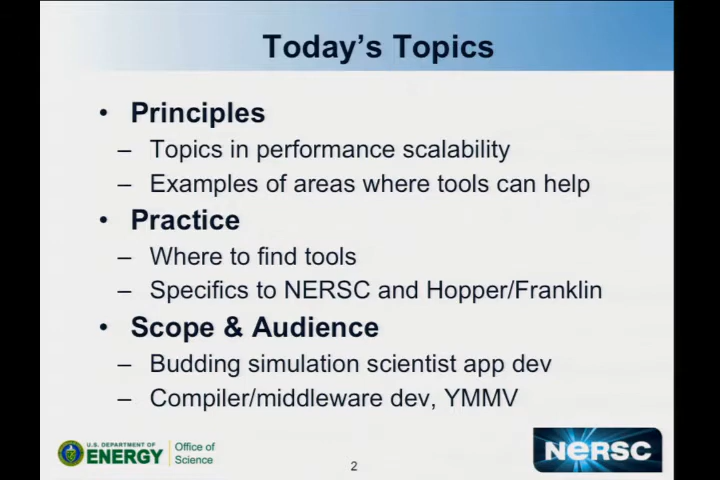 Today's Topics
• Principles
– Topics in performance scalability
– Examples of areas where tools can help
• Practice
– Where to find tools
– Specifics to NERSC and Hopper/Franklin
• Scope & Audience
– Budding simulation scientist app dev
– Compiler/middleware dev, YMMV
U.S. DEPARTMENT OF
ENERGY
Office of
Science
2
NERSC